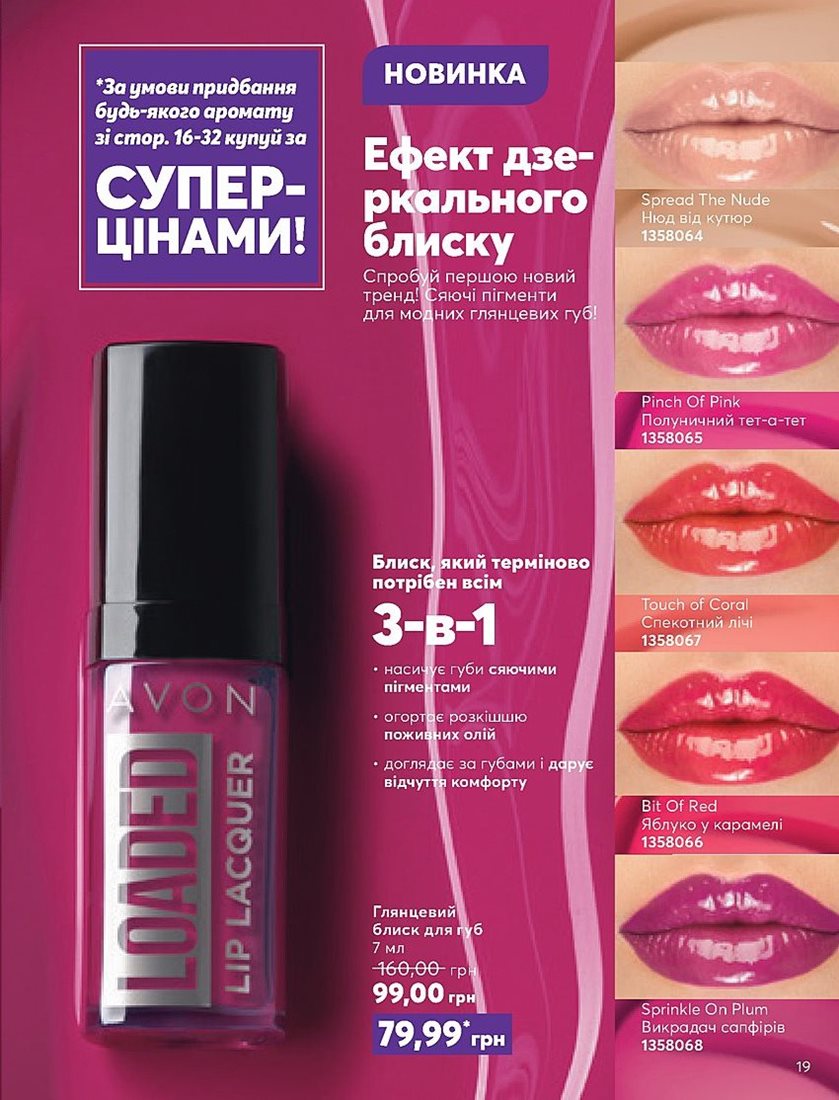 *За умови придбання
будь-якого аромату
зі стор. 16-32 купуй за
СУПЕР-
ЦІНАМИ!
НОВИНКА
Ефект дзе-
ркального
блиску
Спробуй першою новий
тренд! Сяючі пігменти
для модних глянцевих губ!
AVON
LOADED
LIP LACQUER
Блиск, який терміново
потрібен всім
3-в-1
• насичує губи сяючими
пігментами
• огортає розкішшю
поживних олій
• доглядає за губами і дарує
відчуття комфорту
Глянцевий
блиск для губ
7 мл
160,00 грн
99,00 грн
79,99* грн
Spread The Nude
Нюд від кутюр
1358064
Pinch Of Pink
Полуничний тет-а-тет
1358065
Touch of Coral
Спекотний лічі
1358067
Bit Of Red
Яблуко у карамелі
1358066
Sprinkle On Plum
Викрадач сапфірів
1358068
19